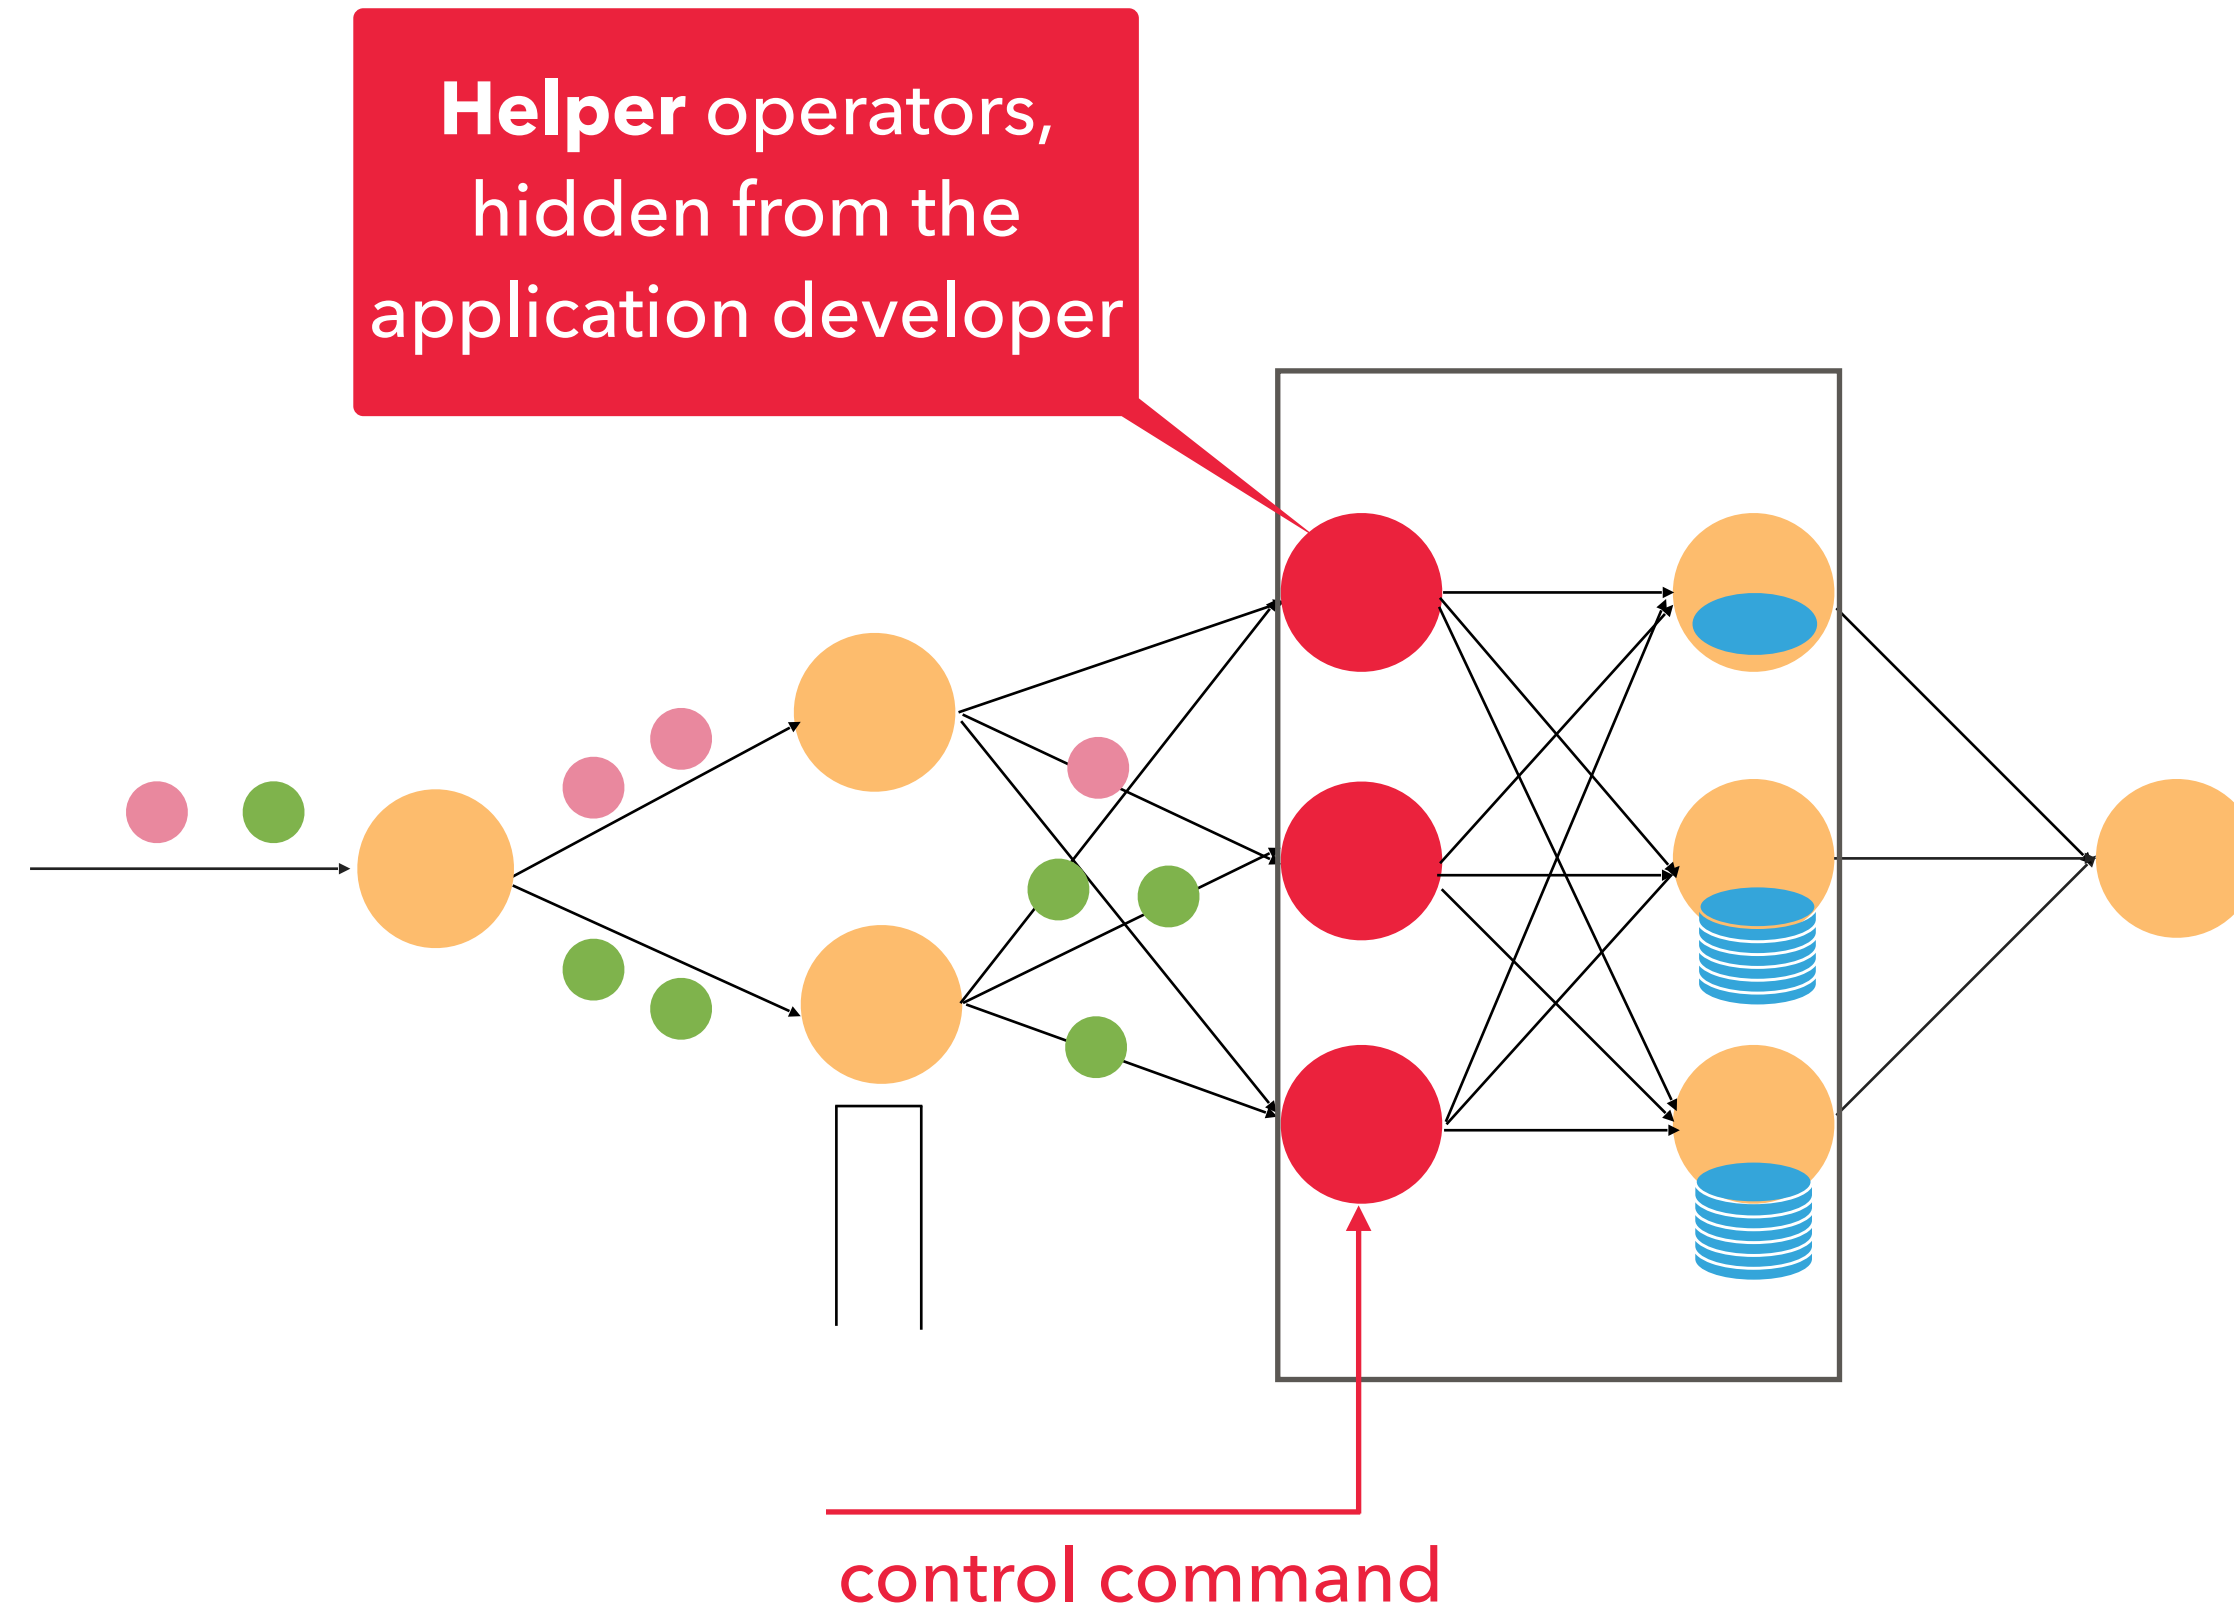 Helper operators,
hidden from the
application developer
control command